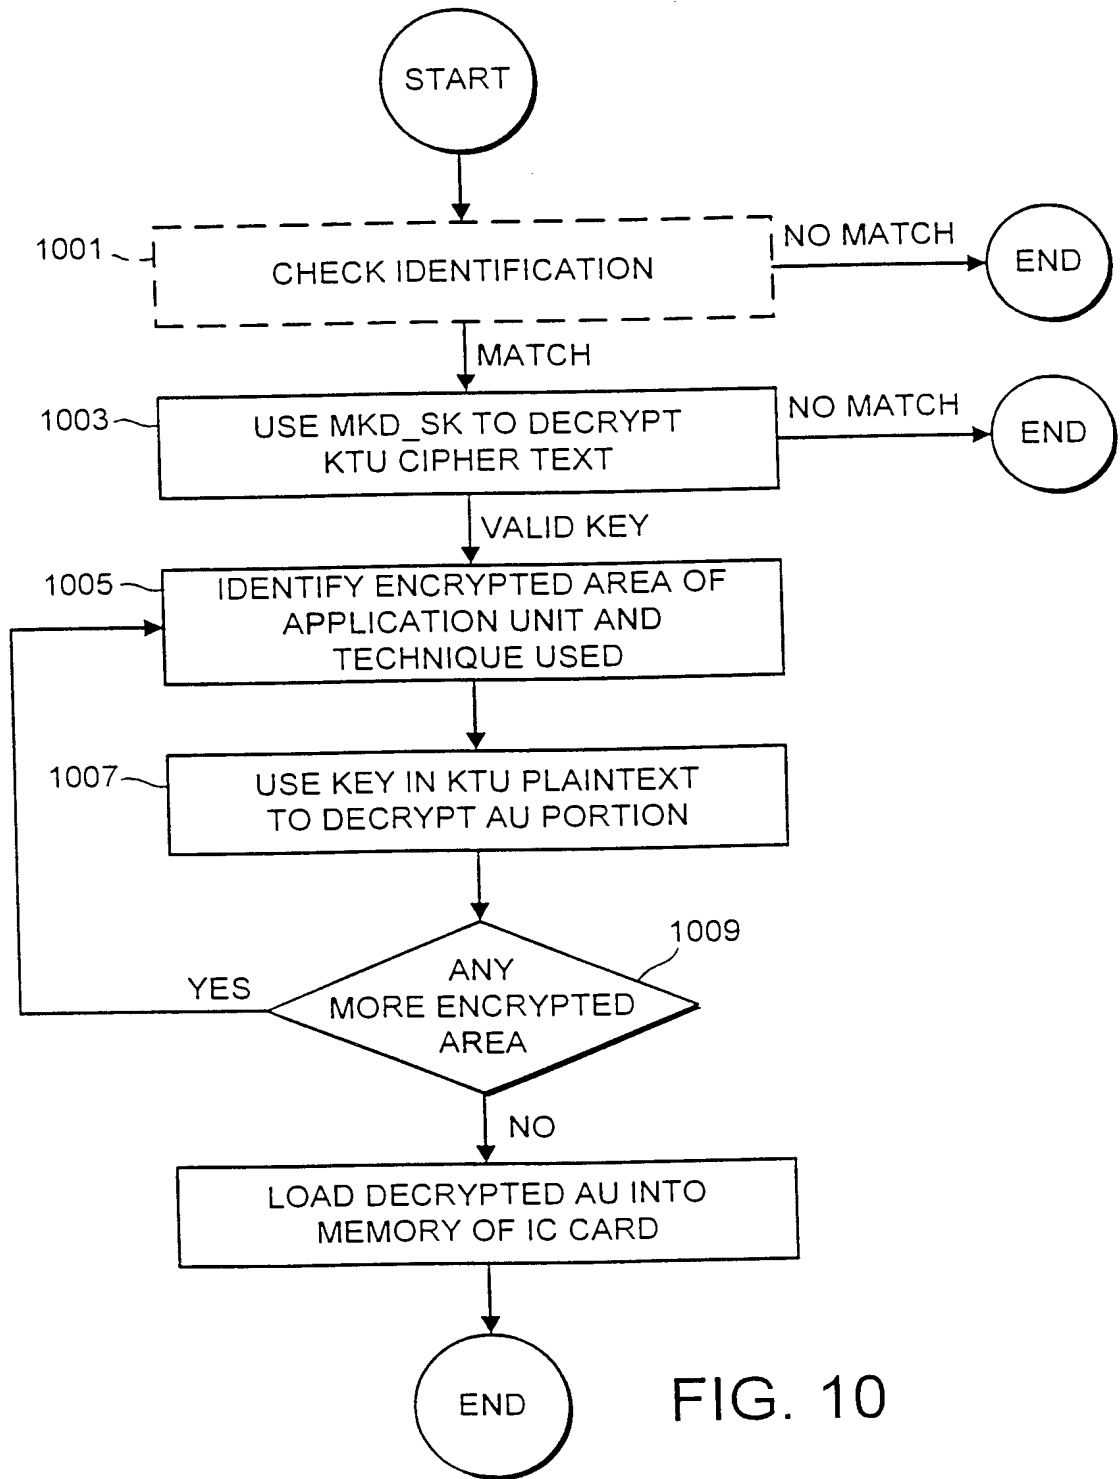 START
1001
CHECK IDENTIFICATION
NO MATCH
END
MATCH
1003
USE MKD_SK TO DECRYPT
KTU CIPHER TEXT
NO MATCH
END
VALID KEY
1005
IDENTIFY ENCRYPTED AREA OF
APPLICATION UNIT AND
TECHNIQUE USED
1007
USE KEY IN KTU PLAINTEXT
TO DECRYPT AU PORTION
1009
ANY
MORE ENCRYPTED
AREA
YES
NO
LOAD DECRYPTED AU INTO
MEMORY OF IC CARD
END
FIG. 10